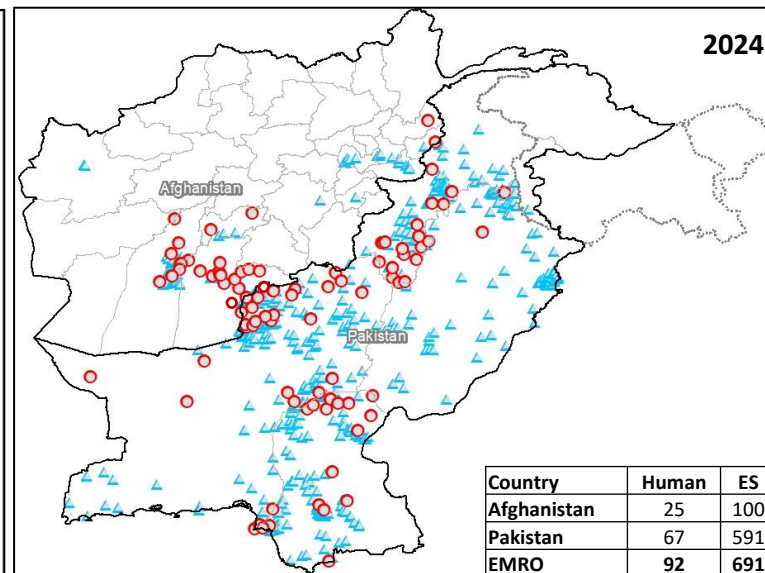 2024
Afghanistan
Pakistan
Country Human ES
Afghanistan 25 100
Pakistan 67 591
EMRO 92 691